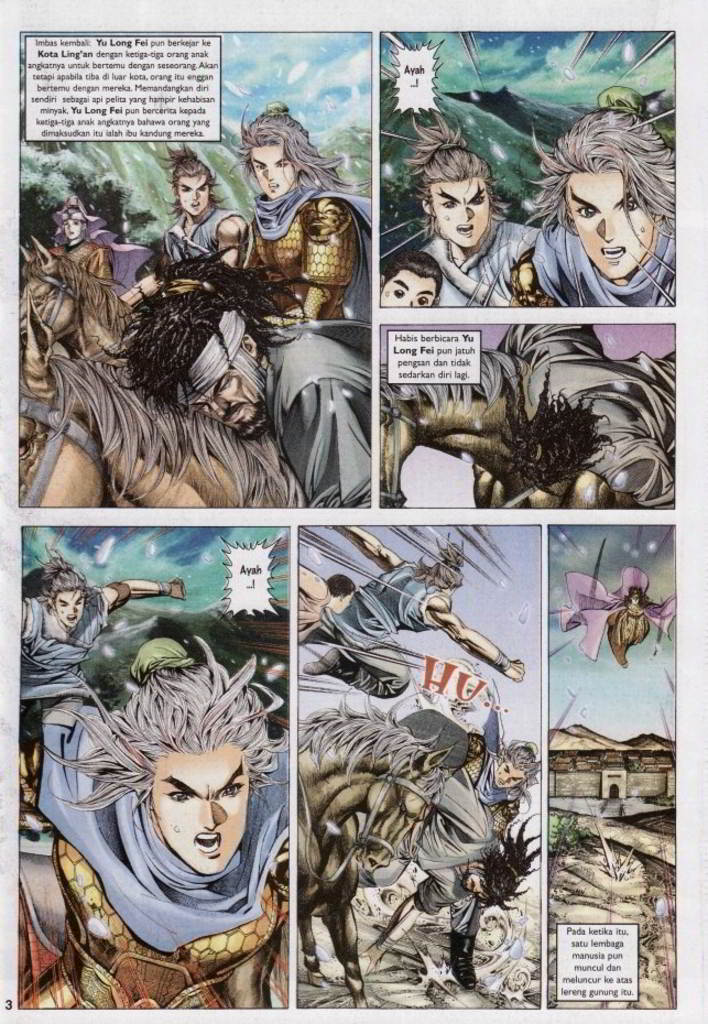 Imbas kembali: Yu Long Fei pun berkejar ke
Kota Ling'an dengan ketiga-tiga orang anak
angkatnya untuk bertemu dengan seseorang. Akan
tetapi apabila tiba di luar kota, orang itu enggan
bertemu dengan mereka. Memandangkan diri
sendiri sebagai api pelita yang hampir kehabisan
minyak, Yu Long Fei pun bercerita kepada
ketiga-tiga anak angkatnya bahawa orang yang
dimaksudkan itu ialah ibu kandung mereka.
Ayah
..!
Habis berbicara Yu
Long Fei pun jatuh
pengsan dan tidak
sedarkan diri lagi.
Ayah
..!
HU...
Pada ketika itu,
satu lembaga
manusia pun
muncul dan
meluncur ke atas
lereng gunung itu.
3